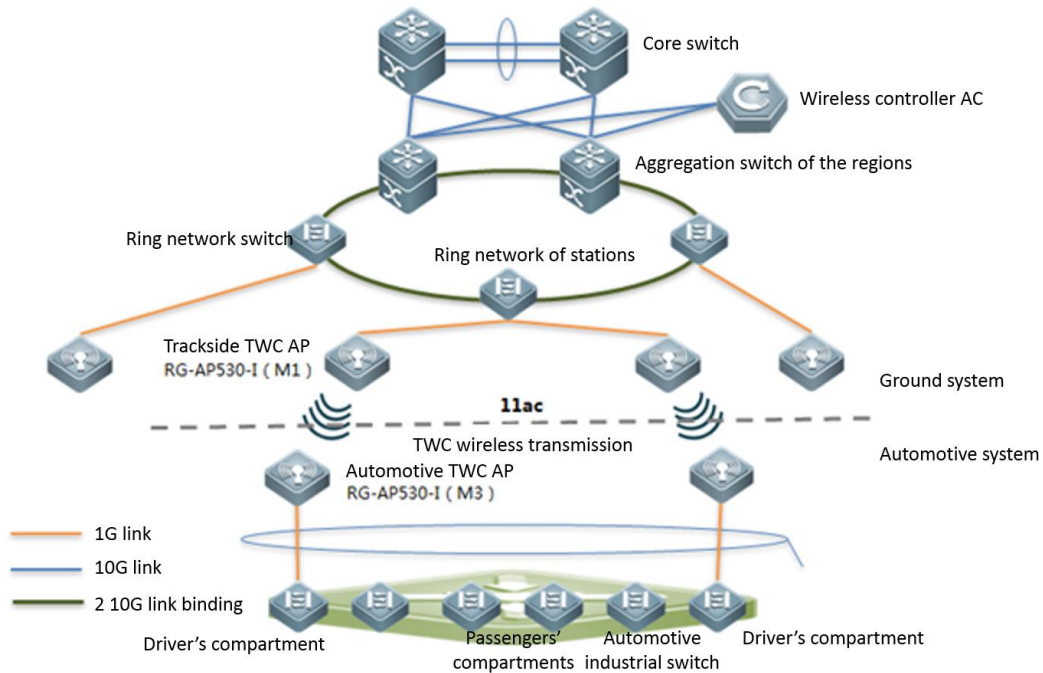 Core switch
Wireless controller AC
Aggregation switch of the regions
Ring network switch
Ring network of stations
Trackside TWC AP
RG-AP530-I ( M1 )
Ground system
11ac
TWC wireless transmission
Automotive system
Automotive TWC AP
RG-AP530-I ( M3 )
1G link
10G link
2 10G link binding
Driver’s compartment
Passengers’
compartments
Automotive
industrial switch
Driver’s compartment